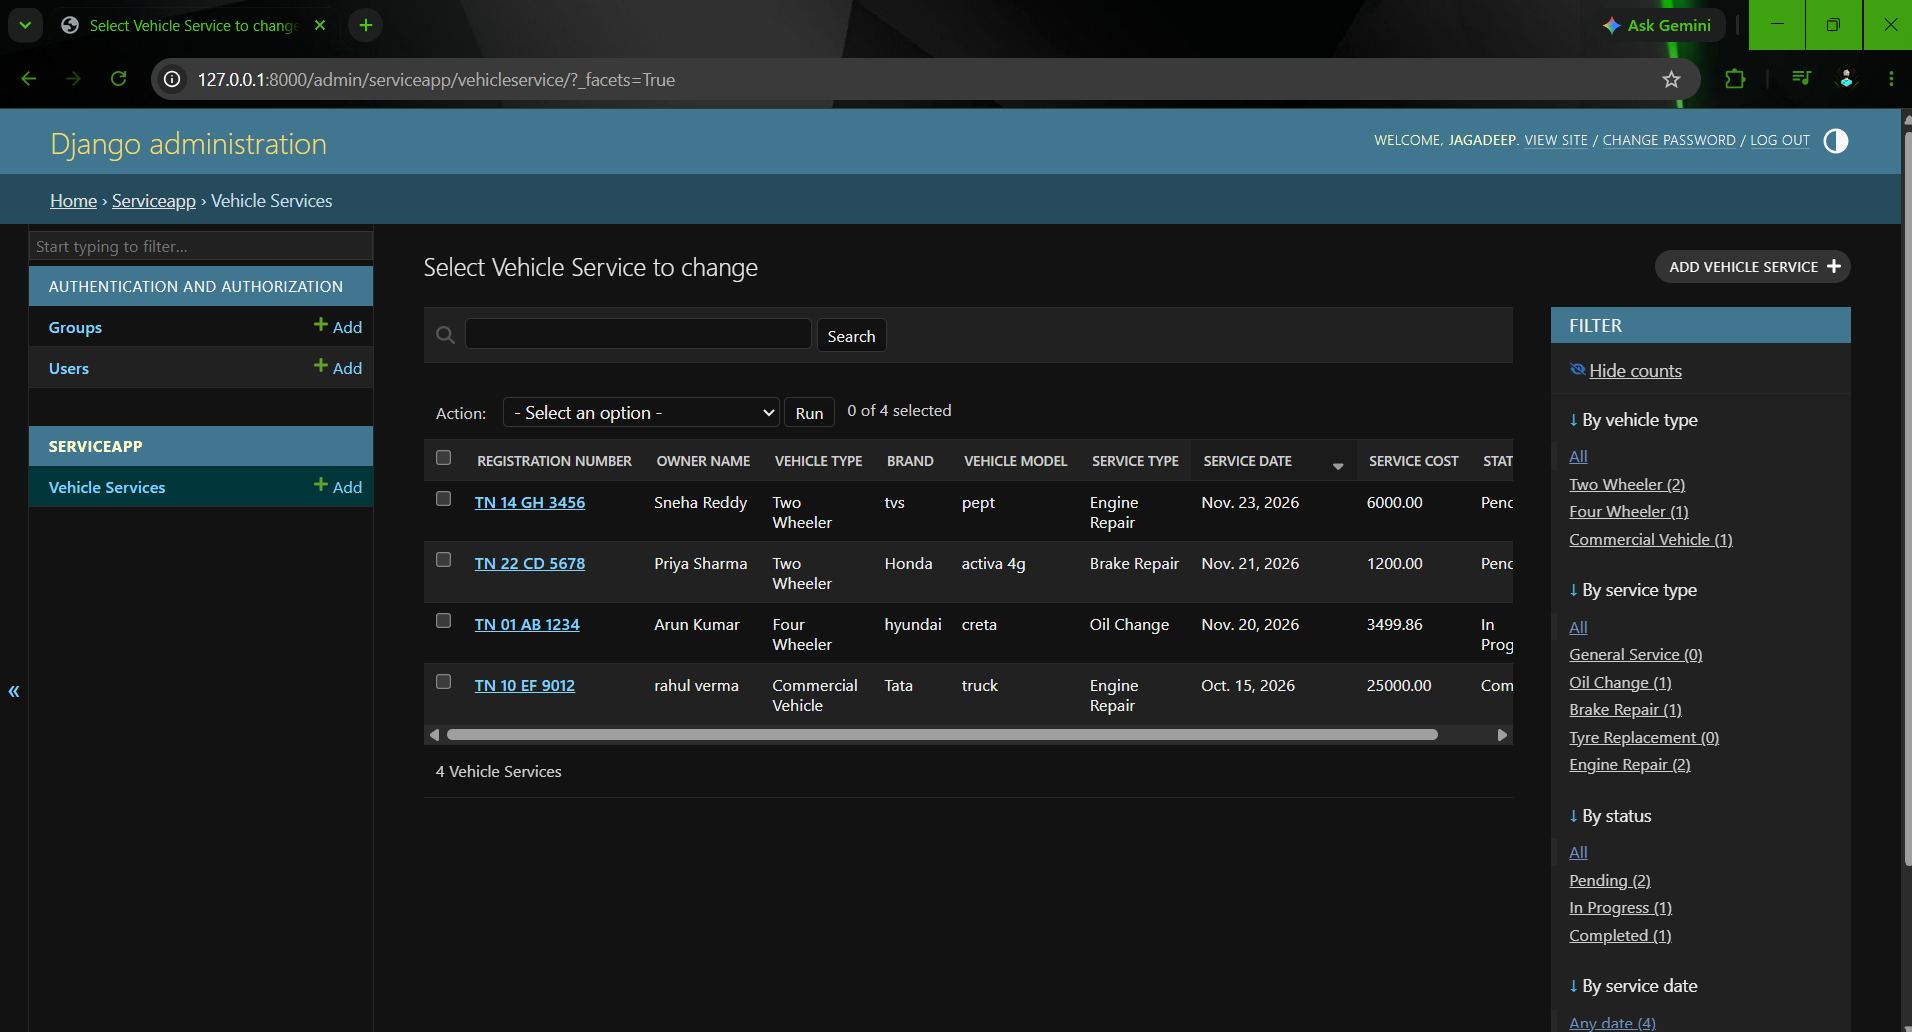 Select Vehicle Service to change
Ask Gemini
127.0.0.1:8000/admin/serviceapp/vehicleservice/?_facets=True
Django administration
WELCOME, JAGADEEP. VIEW SITE / CHANGE PASSWORD / LOG OUT
Home › Serviceapp › Vehicle Services
Start typing to filter...
AUTHENTICATION AND AUTHORIZATION
Groups + Add
Users + Add
SERVICEAPP
Vehicle Services + Add
«
Select Vehicle Service to change
ADD VEHICLE SERVICE +
Search
Action: - Select an option - Run 0 of 4 selected
REGISTRATION NUMBER OWNER NAME VEHICLE TYPE BRAND VEHICLE MODEL SERVICE TYPE SERVICE DATE SERVICE COST STAT
TN 14 GH 3456 Sneha Reddy Two Wheeler tvs pept Engine Repair Nov. 23, 2026 6000.00 Penc
TN 22 CD 5678 Priya Sharma Two Wheeler Honda activa 4g Brake Repair Nov. 21, 2026 1200.00 Penc
TN 01 AB 1234 Arun Kumar Four Wheeler hyundai creta Oil Change Nov. 20, 2026 3499.86 In Prog
TN 10 EF 9012 rahul verma Commercial Vehicle Tata truck Engine Repair Oct. 15, 2026 25000.00 Com
4 Vehicle Services
FILTER
Hide counts
↓ By vehicle type
All
Two Wheeler (2)
Four Wheeler (1)
Commercial Vehicle (1)
↓ By service type
All
General Service (0)
Oil Change (1)
Brake Repair (1)
Tyre Replacement (0)
Engine Repair (2)
↓ By status
All
Pending (2)
In Progress (1)
Completed (1)
↓ By service date
Any date (4)